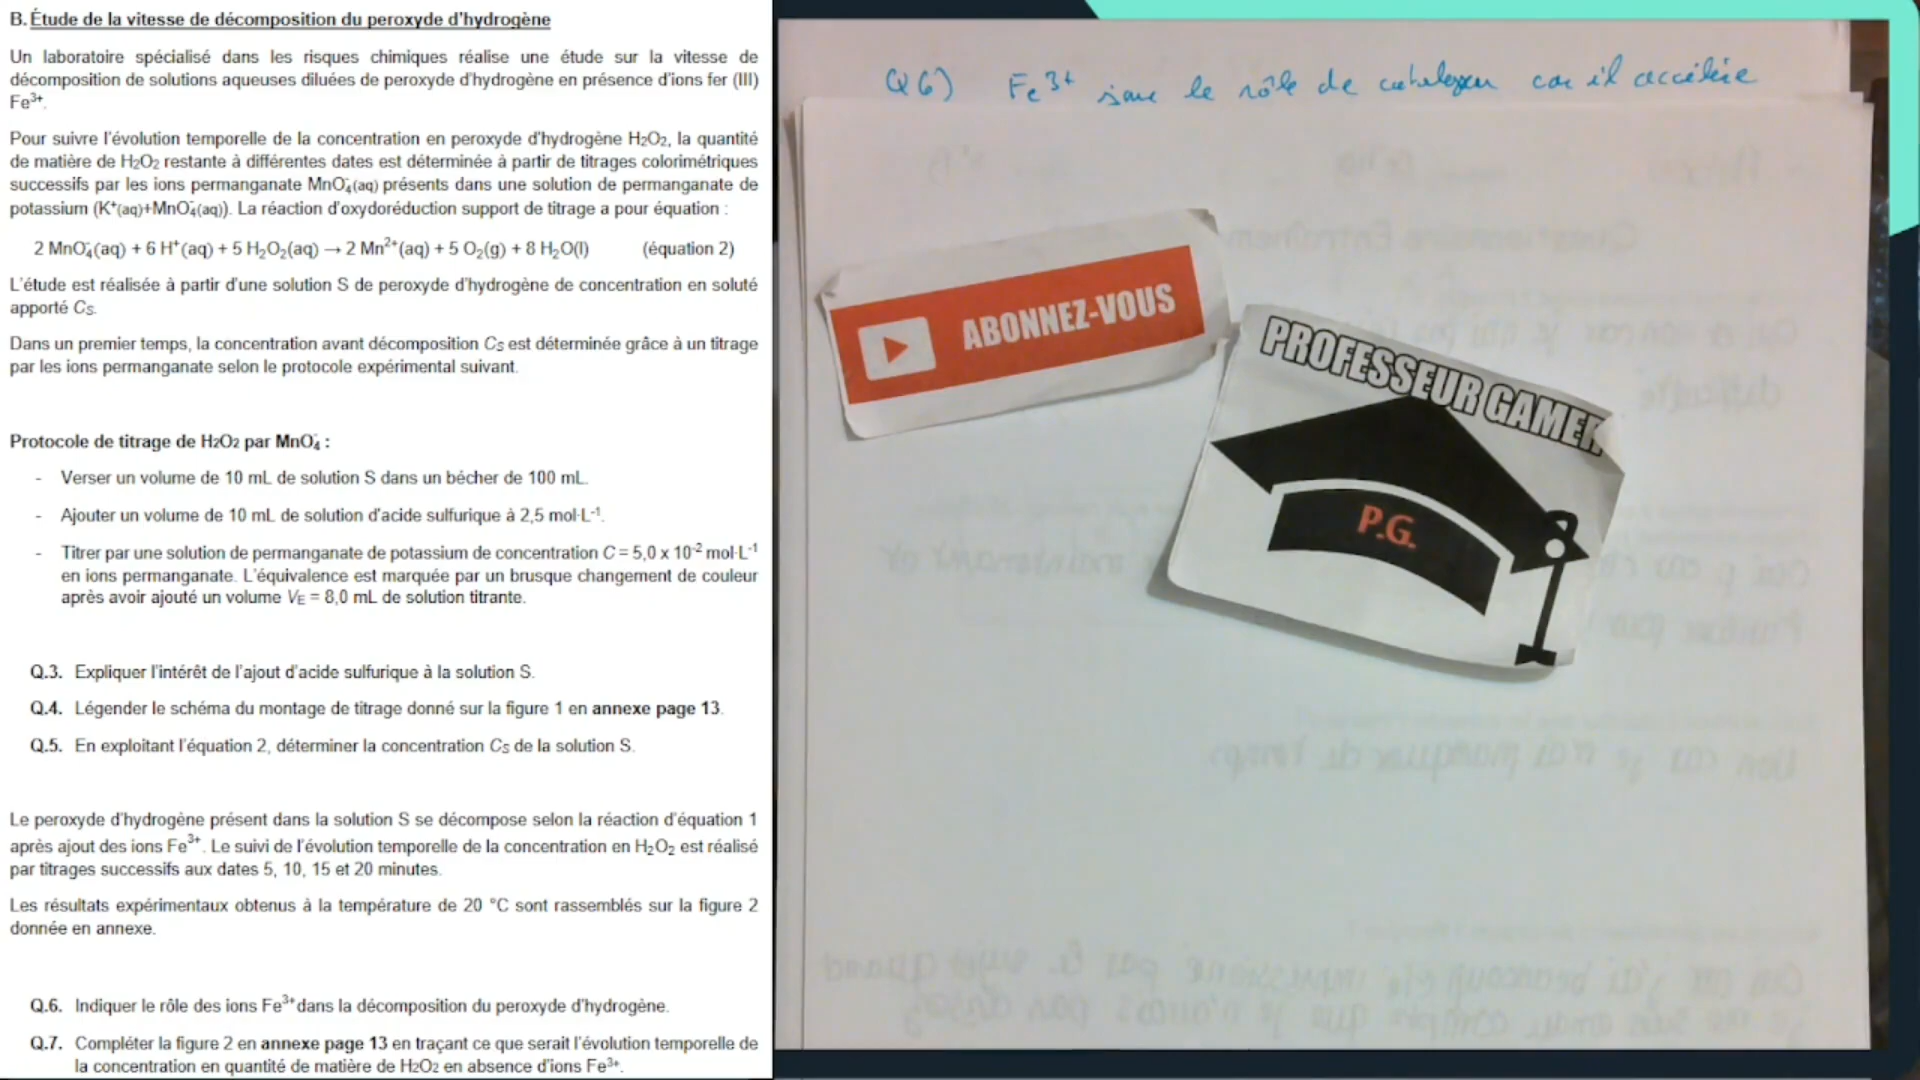 B. Étude de la vitesse de décomposition du peroxyde d'hydrogène
Un laboratoire spécialisé dans les risques chimiques réalise une étude sur la vitesse de
décomposition de solutions aqueuses diluées de peroxyde d'hydrogène en présence d'ions fer (III)
Fe³⁺.
Pour suivre l'évolution temporelle de la concentration en peroxyde d'hydrogène H₂O₂, la quantité
de matière de H₂O₂ restante à différentes dates est déterminée à partir de titrages colorimétriques
successifs par les ions permanganate MnO₄⁻(aq) présents dans une solution de permanganate de
potassium (K⁺(aq)+MnO₄⁻(aq)). La réaction d'oxydoréduction support de titrage a pour équation :
2 MnO₄⁻(aq) + 6 H⁺(aq) + 5 H₂O₂(aq) → 2 Mn²⁺(aq) + 5 O₂(g) + 8 H₂O(l) (équation 2)
L'étude est réalisée à partir d'une solution S de peroxyde d'hydrogène de concentration en soluté
apporté Cs.
Dans un premier temps, la concentration avant décomposition Cs est déterminée grâce à un titrage
par les ions permanganate selon le protocole expérimental suivant.
Protocole de titrage de H₂O₂ par MnO₄⁻ :
- Verser un volume de 10 mL de solution S dans un bécher de 100 mL.
- Ajouter un volume de 10 mL de solution d'acide sulfurique à 2,5 mol·L⁻¹.
- Titrer par une solution de permanganate de potassium de concentration C = 5,0 x 10⁻² mol·L⁻¹
en ions permanganate. L'équivalence est marquée par un brusque changement de couleur
après avoir ajouté un volume VE = 8,0 mL de solution titrante.
Q.3. Expliquer l'intérêt de l'ajout d'acide sulfurique à la solution S.
Q.4. Légender le schéma du montage de titrage donné sur la figure 1 en annexe page 13.
Q.5. En exploitant l'équation 2, déterminer la concentration Cs de la solution S.
Le peroxyde d'hydrogène présent dans la solution S se décompose selon la réaction d'équation 1
après ajout des ions Fe³⁺. Le suivi de l'évolution temporelle de la concentration en H₂O₂ est réalisé
par titrages successifs aux dates 5, 10, 15 et 20 minutes.
Les résultats expérimentaux obtenus à la température de 20 °C sont rassemblés sur la figure 2
donnée en annexe.
Q.6. Indiquer le rôle des ions Fe³⁺ dans la décomposition du peroxyde d'hydrogène.
Q.7. Compléter la figure 2 en annexe page 13 en traçant ce que serait l'évolution temporelle de
la concentration en quantité de matière de H₂O₂ en absence d'ions Fe³⁺.
Q6) Fe³⁺ joue le rôle de catalyseur car il accélère
ABONNEZ-VOUS
PROFESSEUR GAMER
P.G.